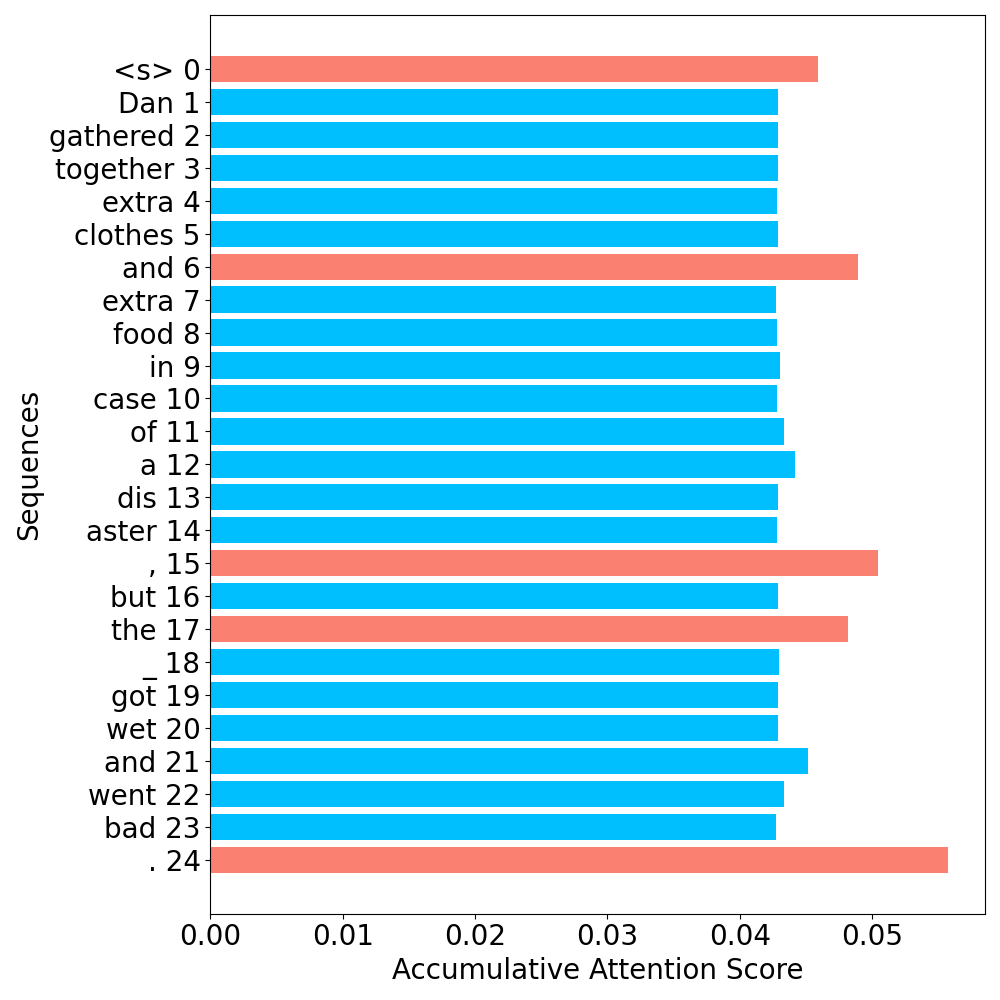 <s> 0
Dan 1
gathered 2
together 3
extra 4
clothes 5
and 6
extra 7
food 8
in 9
case 10
of 11
a 12
dis 13
aster 14
, 15
but 16
the 17
_ 18
got 19
wet 20
and 21
went 22
bad 23
. 24
Sequences
0.00 0.01 0.02 0.03 0.04 0.05
Accumulative Attention Score